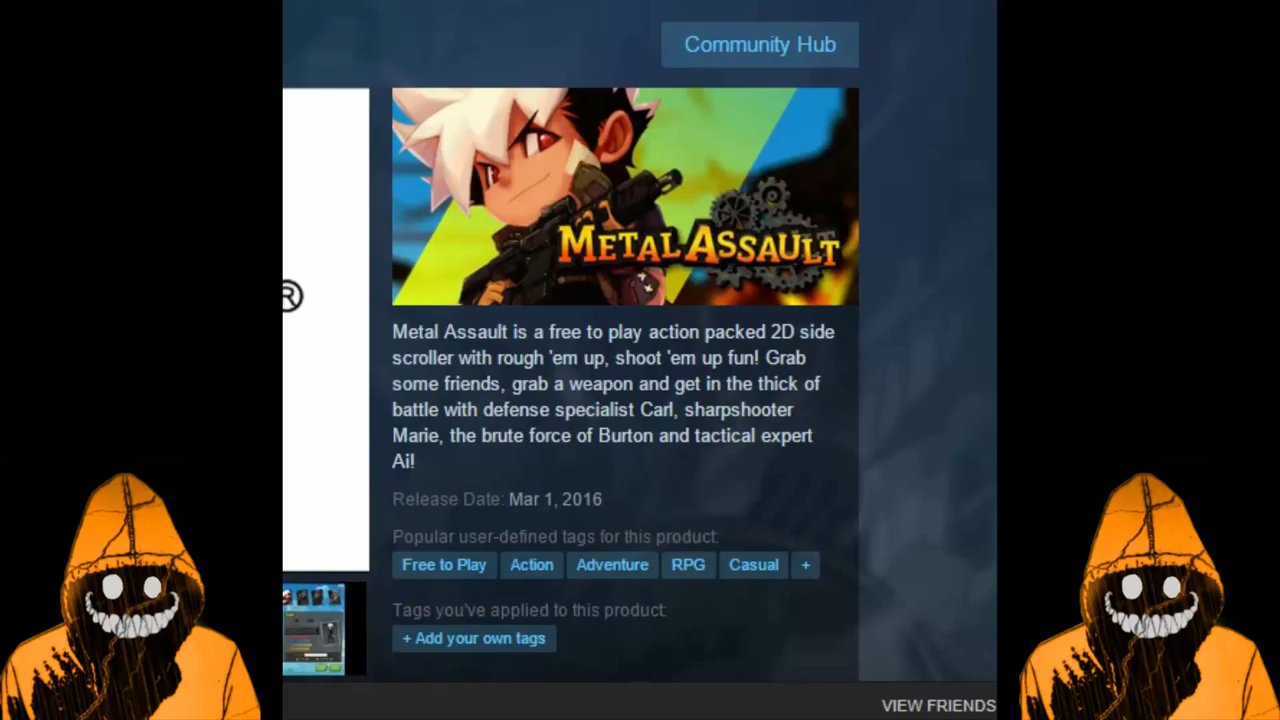 Community Hub
METAL ASSAULT
®
Metal Assault is a free to play action packed 2D side
scroller with rough 'em up, shoot 'em up fun! Grab
some friends, grab a weapon and get in the thick of
battle with defense specialist Carl, sharpshooter
Marie, the brute force of Burton and tactical expert
Ai!
Release Date: Mar 1, 2016
Popular user-defined tags for this product:
Free to Play Action Adventure RPG Casual +
Tags you've applied to this product:
+ Add your own tags
VIEW FRIENDS